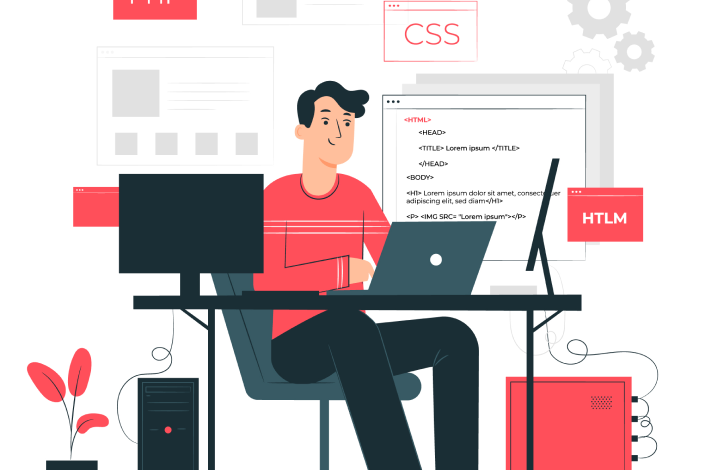 CSS
<HTML>
<HEAD>
<TITLE> Lorem ipsum </TITLE>
</HEAD>
<BODY>
<H1> Lorem ipsum dolor sit amet, consectetuer
adipiscing elit, sed diam</H1>
<P> <IMG SRC= "Lorem ipsum"></P>
HTLM